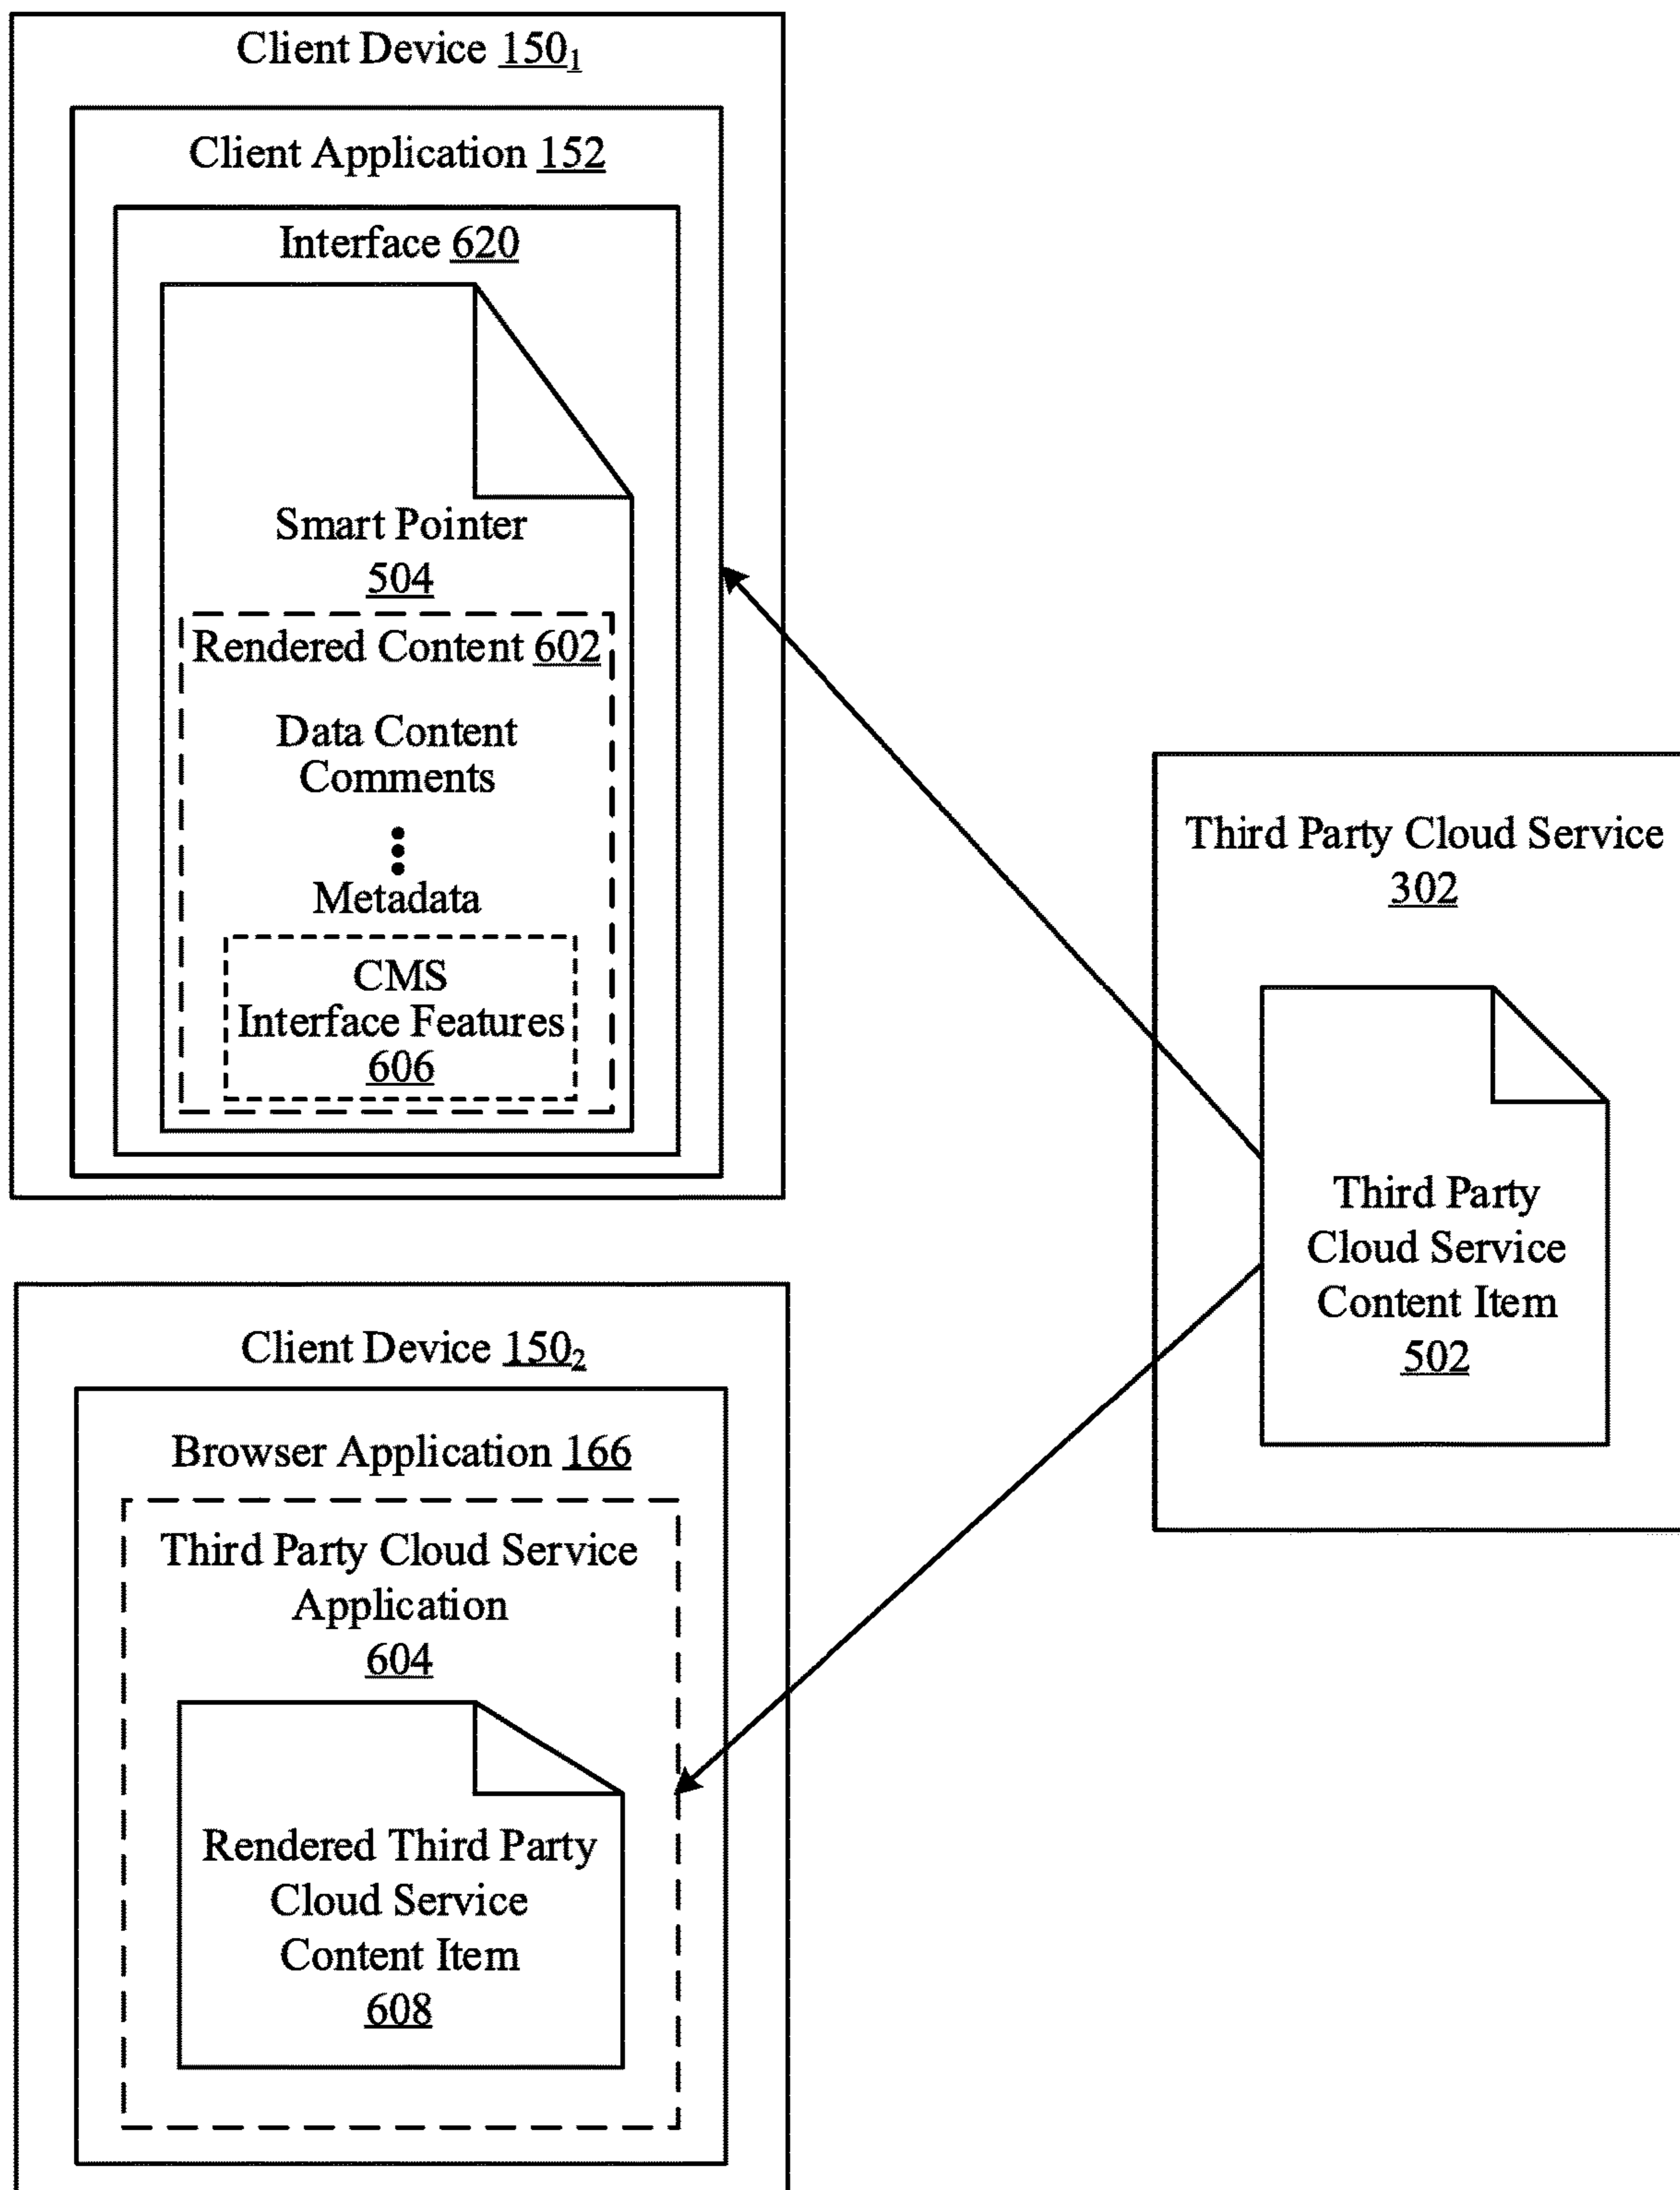 Client Device 150₁
Client Application 152
Interface 620
Smart Pointer
504
Rendered Content 602
Data Content
Comments
Metadata
CMS
Interface Features
606
Third Party Cloud Service
302
Third Party
Cloud Service
Content Item
502
Client Device 150₂
Browser Application 166
Third Party Cloud Service
Application
604
Rendered Third Party
Cloud Service
Content Item
608